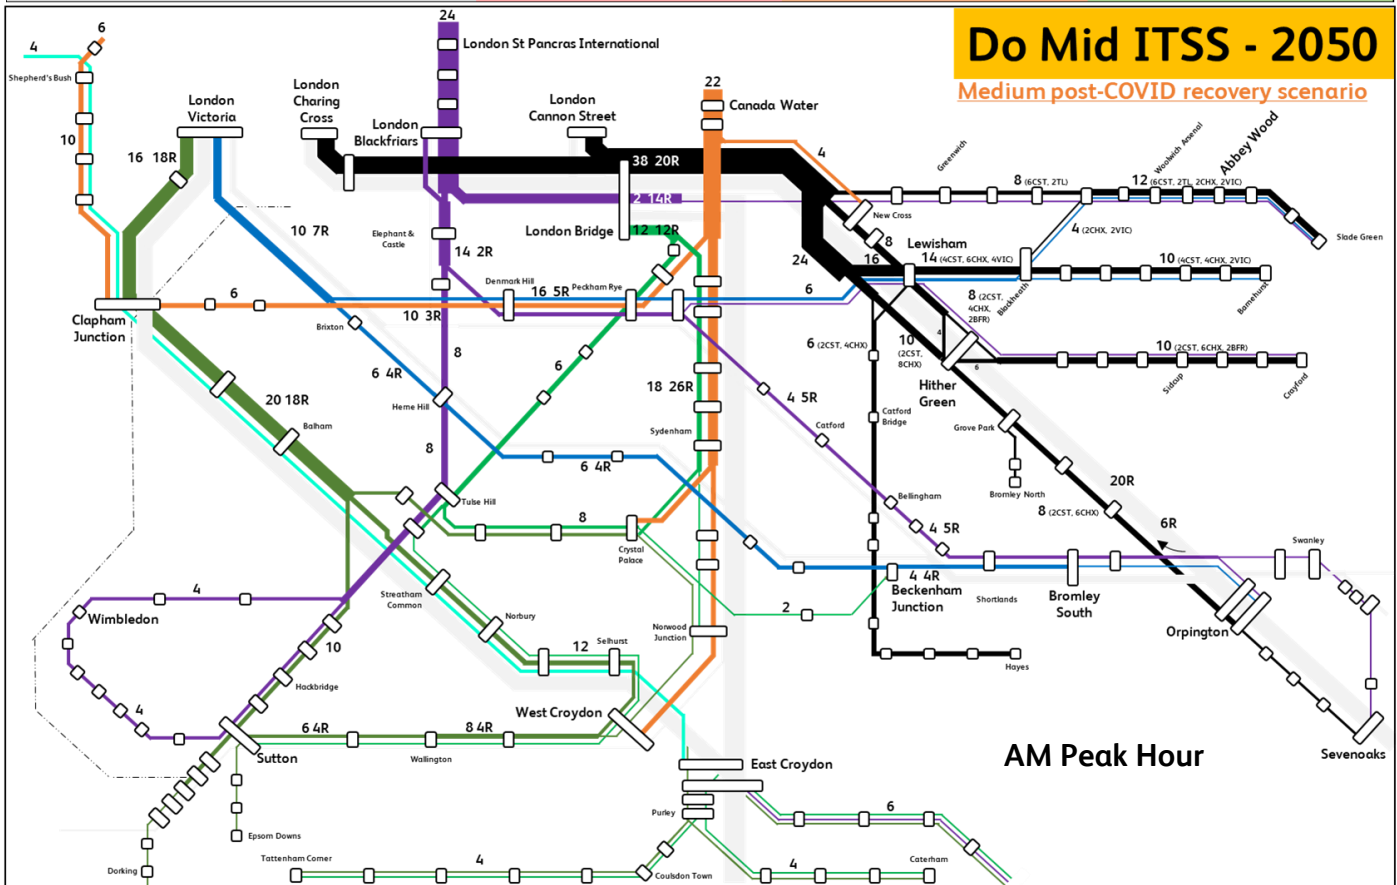 Do Mid ITSS - 2050
Medium post-COVID recovery scenario
24
London St Pancras International
6
4
Shepherd's Bush
10
London
Victoria
16 18R
London
Charing
Cross
London
Blackfriars
London
Cannon Street
22
Canada Water
38 20R
2 14R
London Bridge
12 12R
4
Greenwich
Woolwich Arsenal
Abbey Wood
8 (6CST, 2TL)
12 (6CST, 2TL, 2CHX, 2VIC)
Slade Green
New Cross
8
4 (2CHX, 2VIC)
Lewisham
16
14 (4CST, 6CHX, 4VIC)
10 (4CST, 4CHX, 2VIC)
Blackheath
Barnehurst
24
10 7R
Elephant &
Castle
14 2R
Denmark Hill
Peckham Rye
16 5R
6
6
Clapham
Junction
Brixton
10 3R
8
8 (2CST,
4CHX,
2BFR)
4
6
10 (2CST, 6CHX, 2BFR)
Sidcup
Crayford
6 (2CST, 4CHX)
10
(2CST,
8CHX)
Hither
Green
6 4R
6
18 26R
4 5R
Herne Hill
20 18R
Balham
Catford
Bridge
Catford
Grove Park
Bromley North
8
Sydenham
6 4R
20R
8 (2CST, 6CHX)
Bellingham
Tulse Hill
8
Crystal
Palace
4 5R
6R
Swanley
4
Wimbledon
Streatham
Common
Norbury
2
4 4R
Beckenham
Junction
Shortlands
Bromley
South
Orpington
Norwood
Junction
10
12
Selhurst
Hayes
Hackbridge
4
West Croydon
6 4R
8 4R
Wallington
Sutton
Sevenoaks
AM Peak Hour
East Croydon
Purley
6
Epsom Downs
Tattenham Corner
4
Coulsdon Town
4
Caterham
Dorking